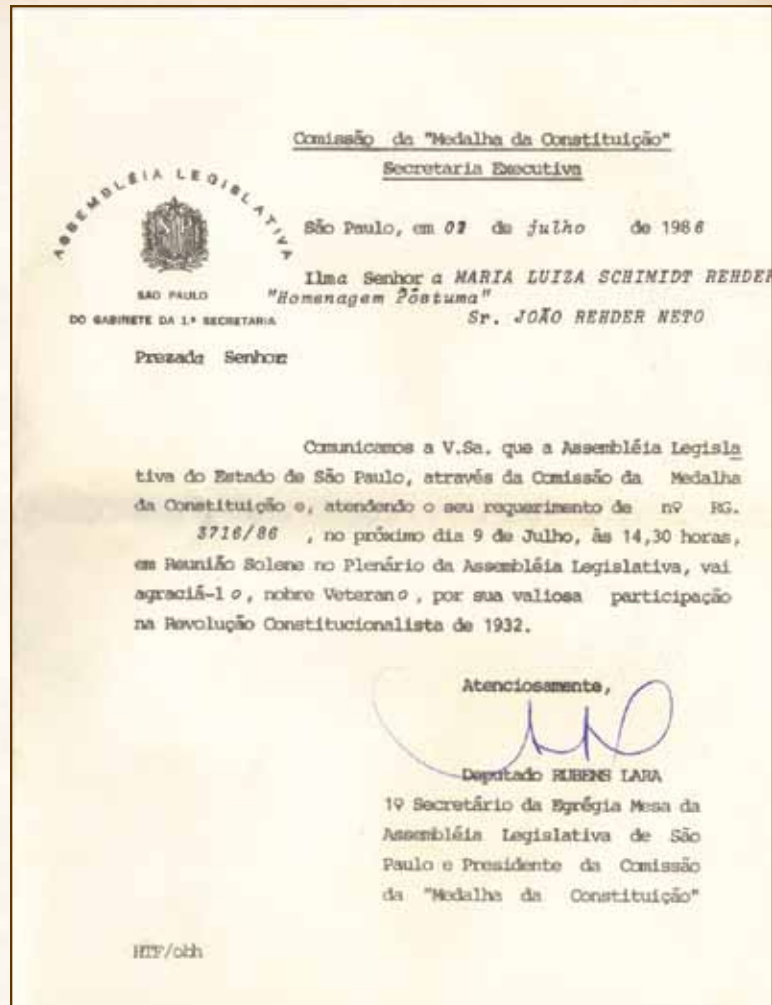 Comissão da "Medalha da Constituição"
Secretaria Executiva
ASSEMBLÉIA LEGISLATIVA
SÃO PAULO
DO GABINETE DA 1.ª SECRETARIA
São Paulo, em 07 de julho de 1986
Ilma Senhor a MARIA LUIZA SCHIMIDT REHDER
"Homenagem Póstuma"
Sr. JOÃO REHDER NETO
Prezada Senhor
Comunicamos a V.Sa. que a Assembléia Legisla
tiva do Estado de São Paulo, através da Comissão da Medalha
da Constituição e, atendendo o seu requerimento de nº RG.
3716/86 , no próximo dia 9 de Julho, às 14,30 horas,
em Reunião Solene no Plenário da Assembléia Legislativa, vai
agraciá-lo, nobre Veterano, por sua valiosa participação
na Revolução Constitucionalista de 1932.
Atenciosamente,
Deputado RUBENS LARA
1º Secretário da Egrégia Mesa da
Assembléia Legislativa de São
Paulo e Presidente da Comissão
da "Medalha da Constituição"
HTF/obh